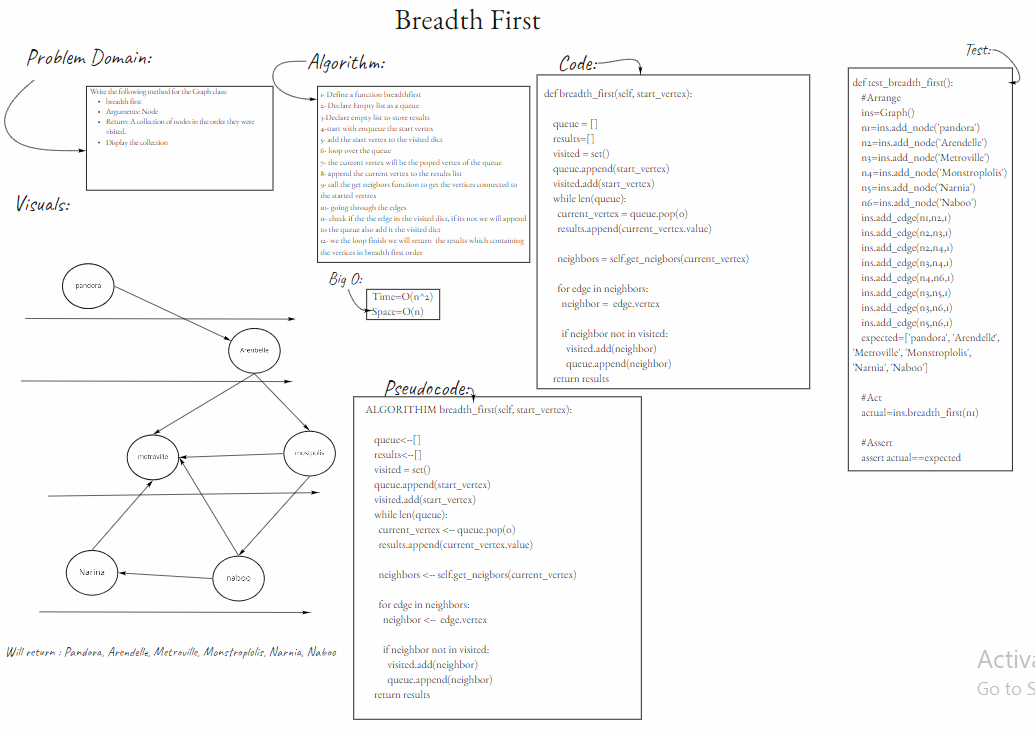 Breadth First
Problem Domain:
Write the following method for the Graph class:
breadth first
Arguments: Node
Return: A collection of nodes in the order they were
visited.
Display the collection
Visuals:
pandora
Arendelle
metroville
mostpolis
Narina
naboo
Will return : Pandora, Arendelle, Metroville, Monstroplolis, Narnia, Naboo
Algorithm:
1- Define a function breadthfirst
2- Declare Empty list as a queue
3-Declare empty list to store results
4-start with enqueue the start vertex
5- add the start vertex to the visited dict
6- loop over the queue
7- the current vertex will be the poped vertex of the queue
8- append the current vertex to the results list
9- call the get neigbors function to get the vertices connected to
the started vertrex
10- going through the edges
11- check if the the edge in the visited dict, if its not we will append
to the queue also add it the visited dict
12- we the loop finish we will return the results which containing
the vertices in breadth first order
Big O:
Time=O(n^2)
Space=O(n)
Code:
def breadth_first(self, start_vertex):
queue = []
results=[]
visited = set()
queue.append(start_vertex)
visited.add(start_vertex)
while len(queue):
current_vertex = queue.pop(0)
results.append(current_vertex.value)
neighbors = self.get_neigbors(current_vertex)
for edge in neighbors:
neighbor = edge.vertex
if neighbor not in visited:
visited.add(neighbor)
queue.append(neighbor)
return results
Pseudocode:
ALGORITHIM breadth_first(self, start_vertex):
queue<--[]
results<--[]
visited = set()
queue.append(start_vertex)
visited.add(start_vertex)
while len(queue):
current_vertex <-- queue.pop(0)
results.append(current_vertex.value)
neighbors <-- self.get_neigbors(current_vertex)
for edge in neighbors:
neighbor <-- edge.vertex
if neighbor not in visited:
visited.add(neighbor)
queue.append(neighbor)
return results
Test:
def test_breadth_first():
#Arrange
ins=Graph()
n1=ins.add_node('pandora')
n2=ins.add_node('Arendelle')
n3=ins.add_node('Metroville')
n4=ins.add_node('Monstroplolis')
n5=ins.add_node('Narnia')
n6=ins.add_node('Naboo')
ins.add_edge(n1,n2,1)
ins.add_edge(n2,n3,1)
ins.add_edge(n2,n4,1)
ins.add_edge(n3,n4,1)
ins.add_edge(n4,n6,1)
ins.add_edge(n3,n5,1)
ins.add_edge(n3,n6,1)
ins.add_edge(n5,n6,1)
expected=['pandora', 'Arendelle',
'Metroville', 'Monstroplolis',
'Narnia', 'Naboo']
#Act
actual=ins.breadth_first(n1)
#Assert
assert actual==expected
Activa
Go to S